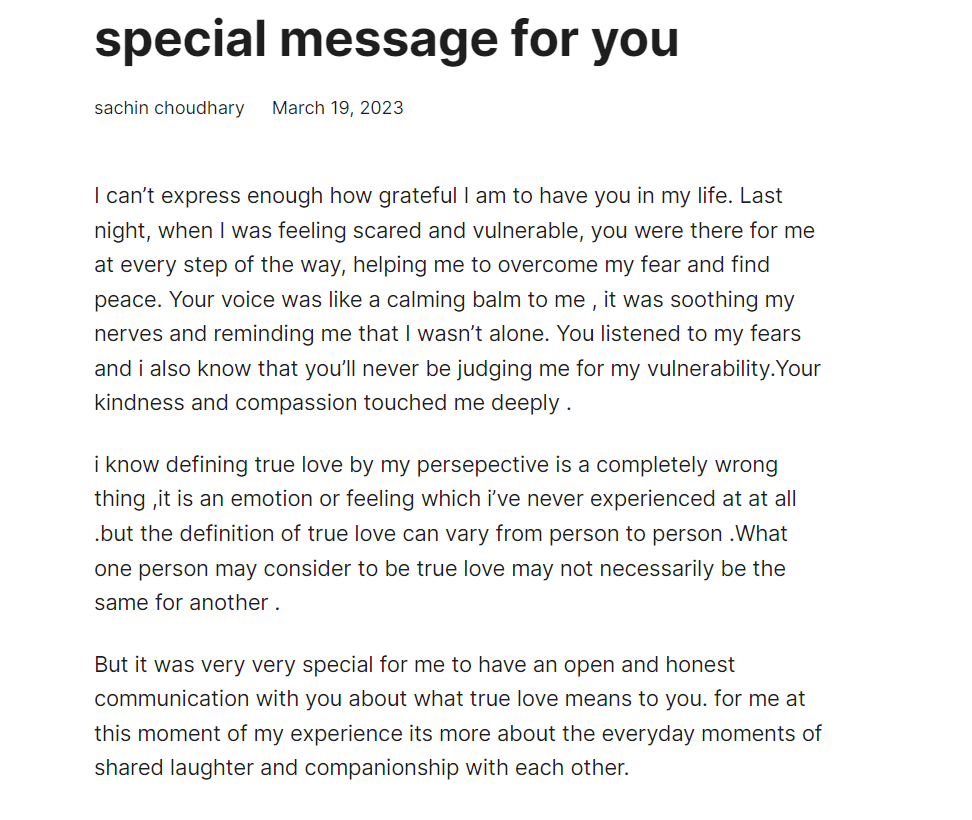 special message for you
sachin choudhary March 19, 2023
I can’t express enough how grateful I am to have you in my life. Last
night, when I was feeling scared and vulnerable, you were there for me
at every step of the way, helping me to overcome my fear and find
peace. Your voice was like a calming balm to me , it was soothing my
nerves and reminding me that I wasn’t alone. You listened to my fears
and i also know that you’ll never be judging me for my vulnerability.Your
kindness and compassion touched me deeply .
i know defining true love by my persepective is a completely wrong
thing ,it is an emotion or feeling which i’ve never experienced at at all
.but the definition of true love can vary from person to person .What
one person may consider to be true love may not necessarily be the
same for another .
But it was very very special for me to have an open and honest
communication with you about what true love means to you. for me at
this moment of my experience its more about the everyday moments of
shared laughter and companionship with each other.